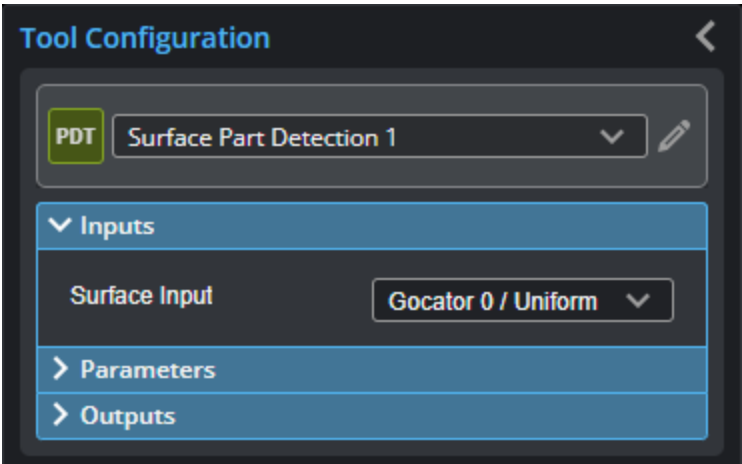 Tool Configuration
PDT Surface Part Detection 1
Inputs
Surface Input Gocator 0 / Uniform
Parameters
Outputs